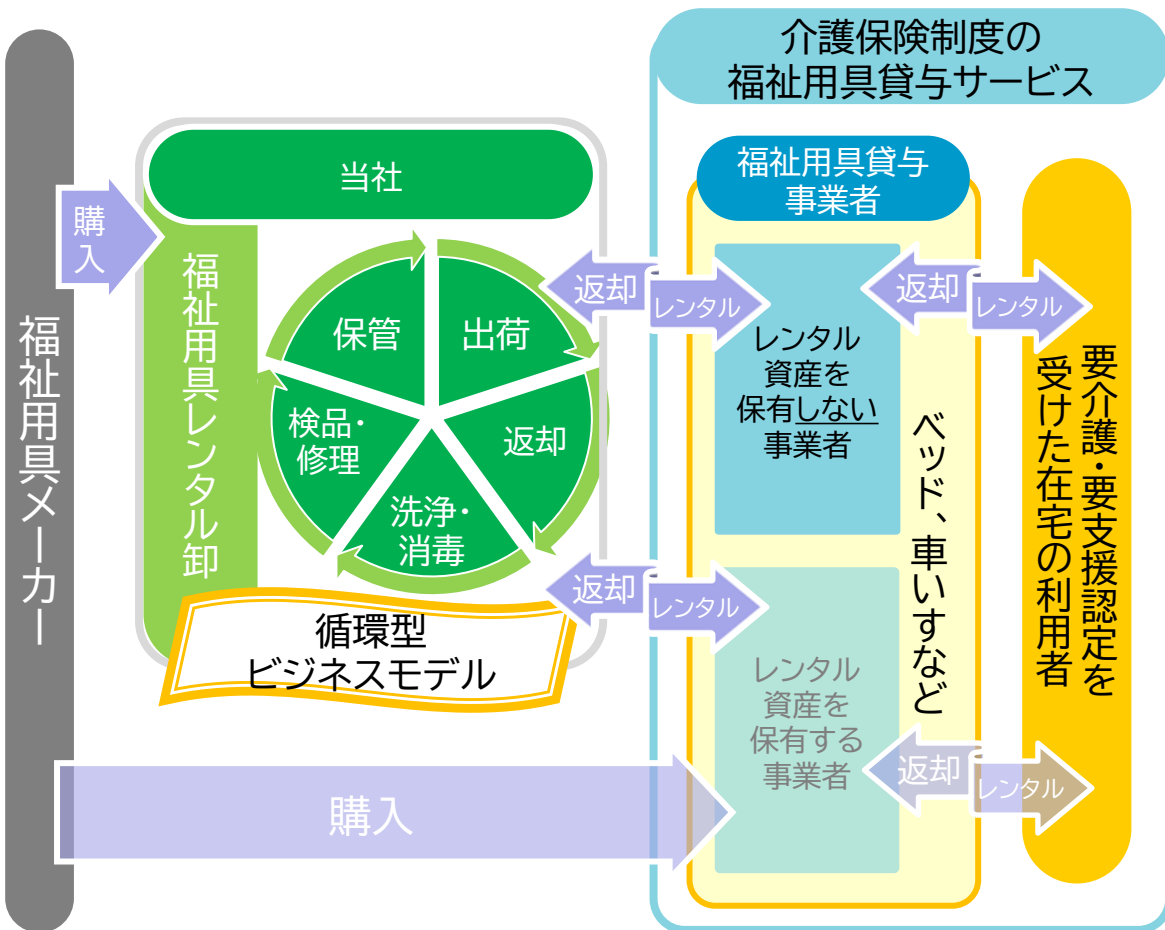 介護保険制度の
福祉用具貸与サービス
福祉用具メーカー
購
入
当社
福祉用具レンタル卸
保管
出荷
返却
洗浄・
消毒
検品・
修理
循環型
ビジネスモデル
返却
レンタル
返却
レンタル
福祉用具貸与
事業者
レンタル
資産を
保有しない
事業者
レンタル
資産を
保有する
事業者
ベッド、車いすなど
返却
レンタル
返却
レンタル
要介護・要支援認定を
受けた在宅の利用者
購入